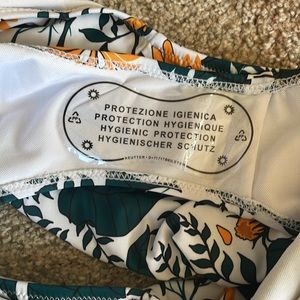 PROTEZIONE IGIENICA
PROTECTION HYGIENIQUE
HYGIENIC PROTECTION
HYGIENISCHER SCHUTZ